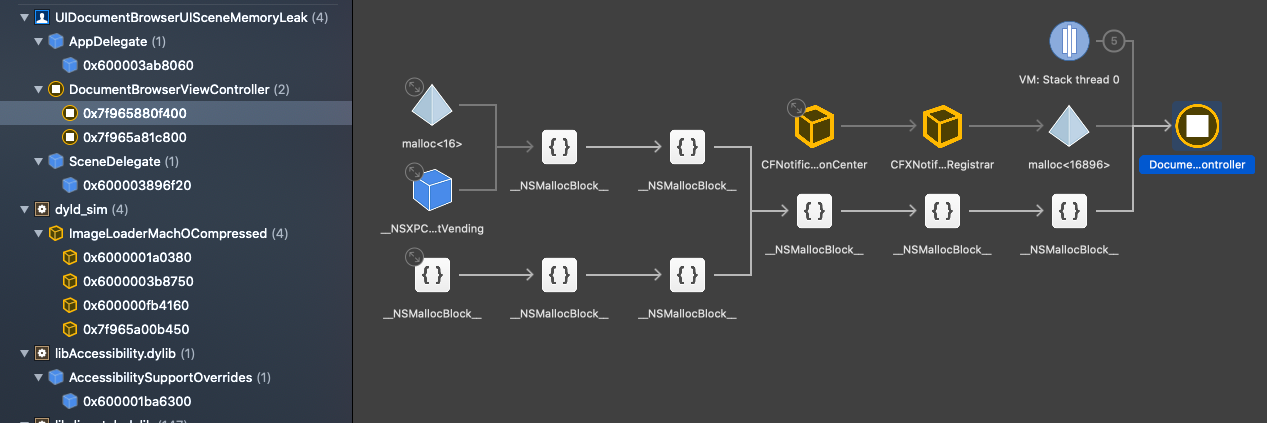 UIDocumentBrowserUISceneMemoryLeak (4)
AppDelegate (1)
0x600003ab8060
DocumentBrowserViewController (2)
0x7f965880f400
0x7f965a81c800
SceneDelegate (1)
0x600003896f20
dyld_sim (4)
ImageLoaderMachOCompressed (4)
0x6000001a0380
0x6000003b8750
0x600000fb4160
0x7f965a00b450
libAccessibility.dylib (1)
AccessibilitySupportOverrides (1)
0x600001ba6300
5
VM: Stack thread 0
malloc<16>
CFNotific...onCenter
CFXNotif...Registrar
malloc<16896>
Docume...ontroller
__NSMallocBlock__
__NSMallocBlock__
__NSXPC...tVending
__NSMallocBlock__
__NSMallocBlock__
__NSMallocBlock__
__NSMallocBlock__
__NSMallocBlock__
__NSMallocBlock__